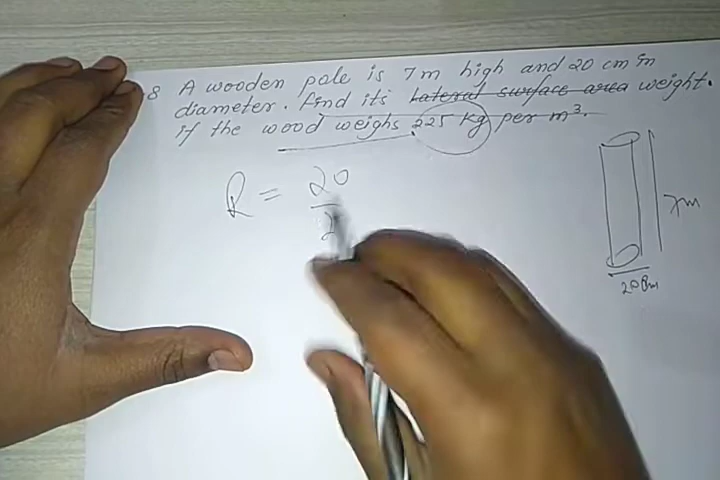 8 A wooden pole is 7m high and 20 cm in
diameter. Find its lateral surface area weight.
if the wood weighs 225 kg per m³.
R = 20
2
7m
20cm